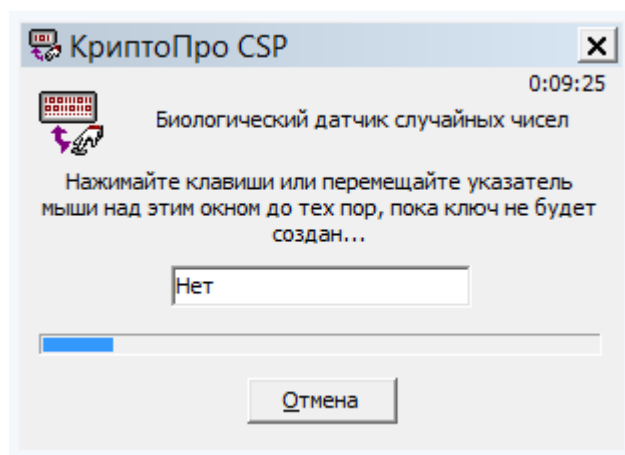 КриптоПро CSP
0:09:25
Биологический датчик случайных чисел
Нажимайте клавиши или перемещайте указатель
мыши над этим окном до тех пор, пока ключ не будет
создан...
Нет
Отмена